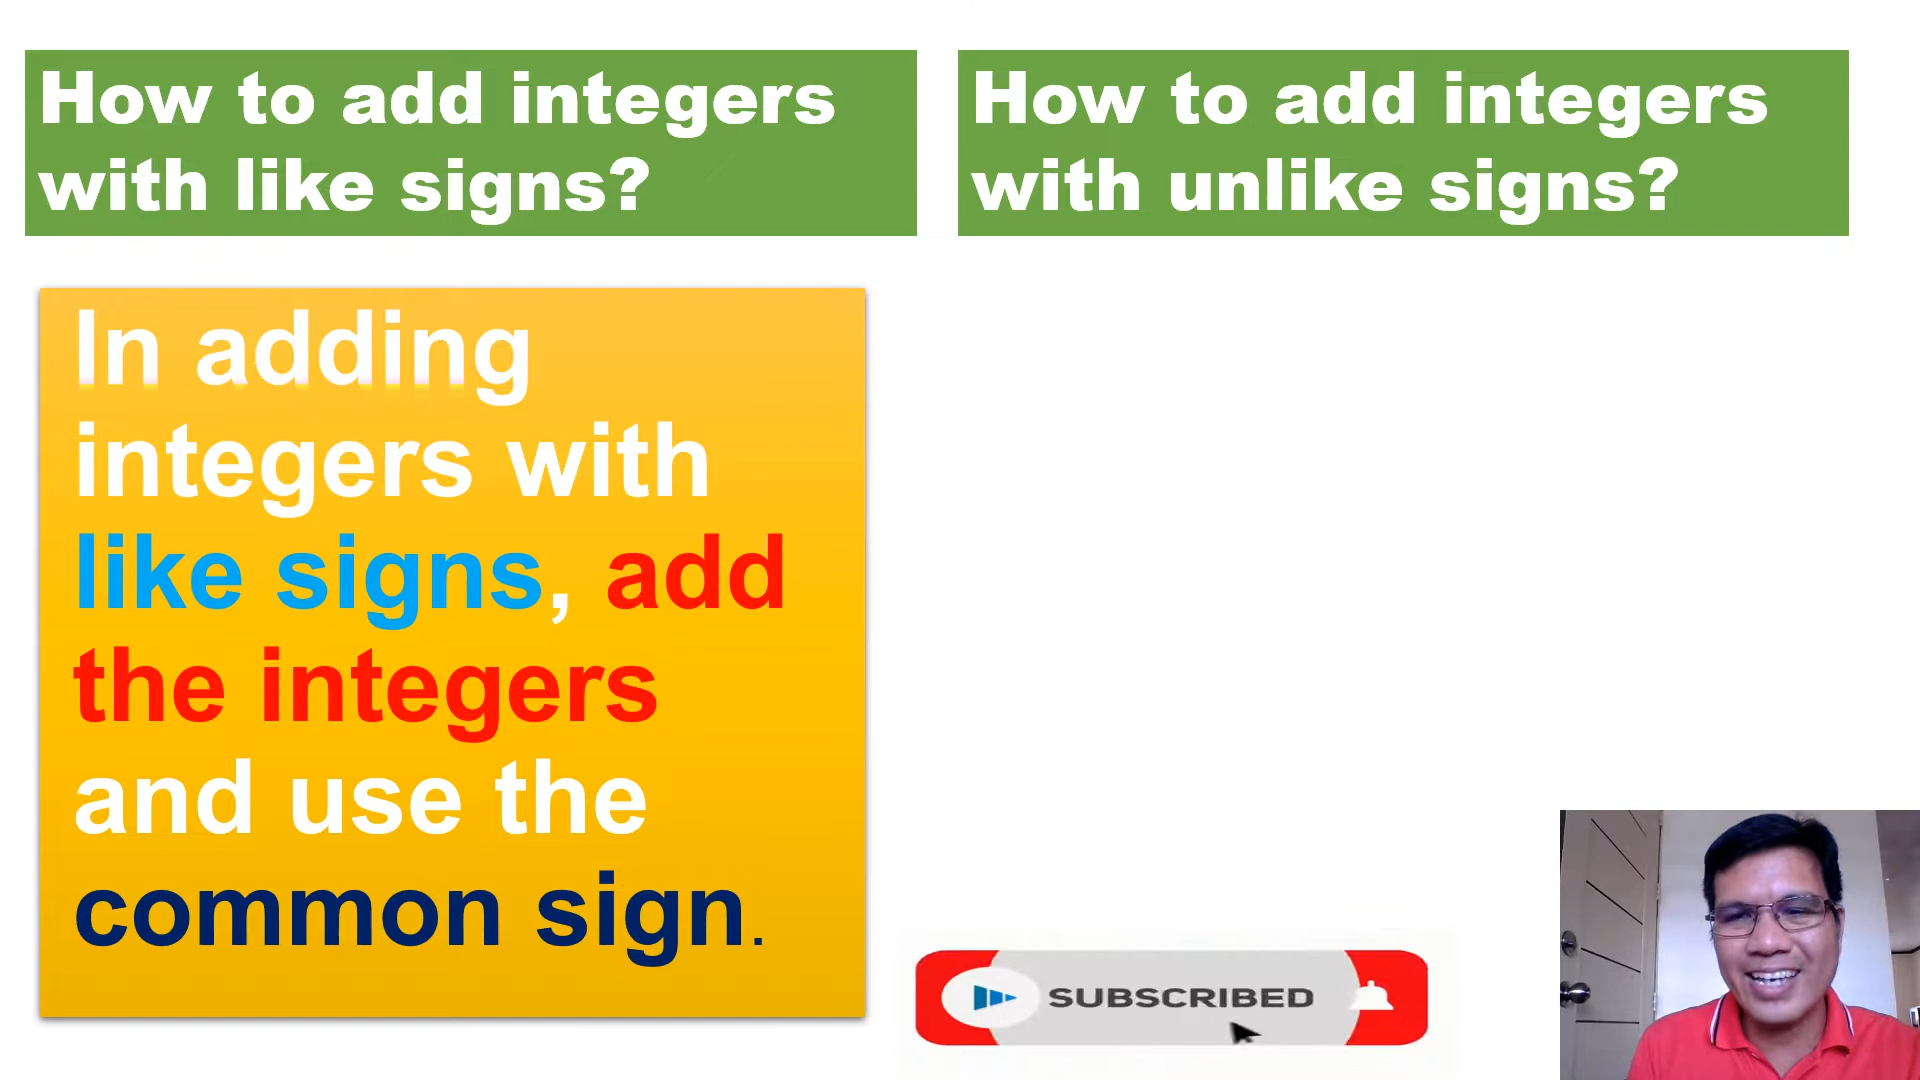 How to add integers
with like signs?
How to add integers
with unlike signs?
In adding
integers with
like signs, add
the integers
and use the
common sign.
SUBSCRIBED